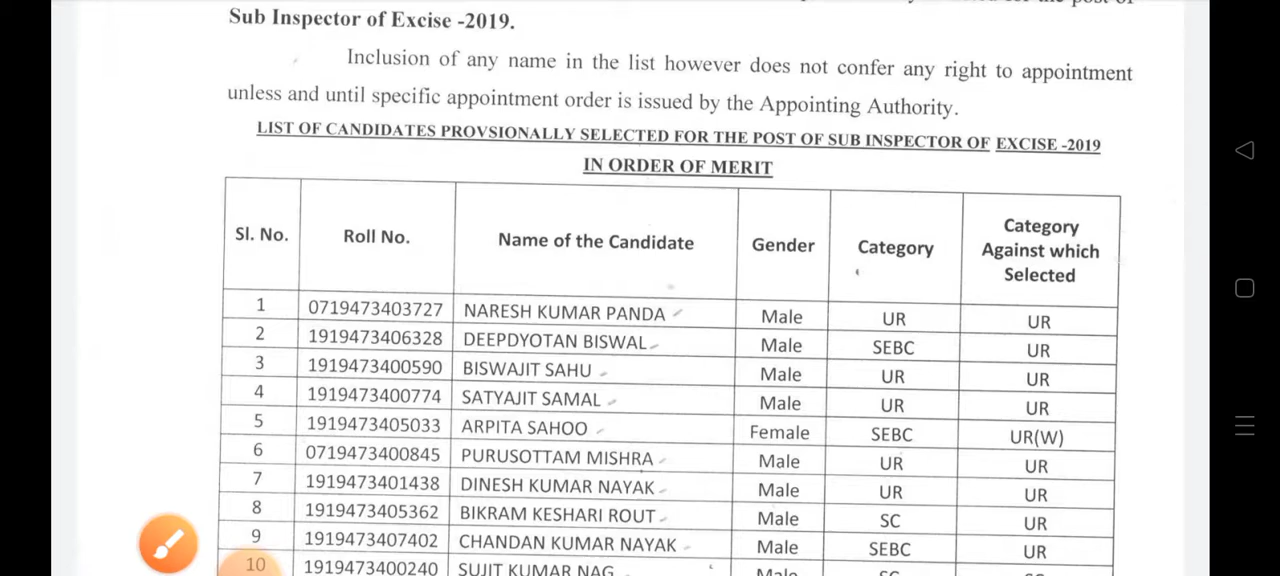 Sub Inspector of Excise -2019.
Inclusion of any name in the list however does not confer any right to appointment
unless and until specific appointment order is issued by the Appointing Authority.
LIST OF CANDIDATES PROVSIONALLY SELECTED FOR THE POST OF SUB INSPECTOR OF EXCISE -2019
IN ORDER OF MERIT
Sl. No. Roll No. Name of the Candidate Gender Category Category Against which Selected
1 0719473403727 NARESH KUMAR PANDA Male UR UR
2 1919473406328 DEEPDYOTAN BISWAL Male SEBC UR
3 1919473400590 BISWAJIT SAHU Male UR UR
4 1919473400774 SATYAJIT SAMAL Male UR UR
5 1919473405033 ARPITA SAHOO Female SEBC UR(W)
6 0719473400845 PURUSOTTAM MISHRA Male UR UR
7 1919473401438 DINESH KUMAR NAYAK Male UR UR
8 1919473405362 BIKRAM KESHARI ROUT Male SC UR
9 1919473407402 CHANDAN KUMAR NAYAK Male SEBC UR
10 1919473400240 SUJIT KUMAR NAG Male